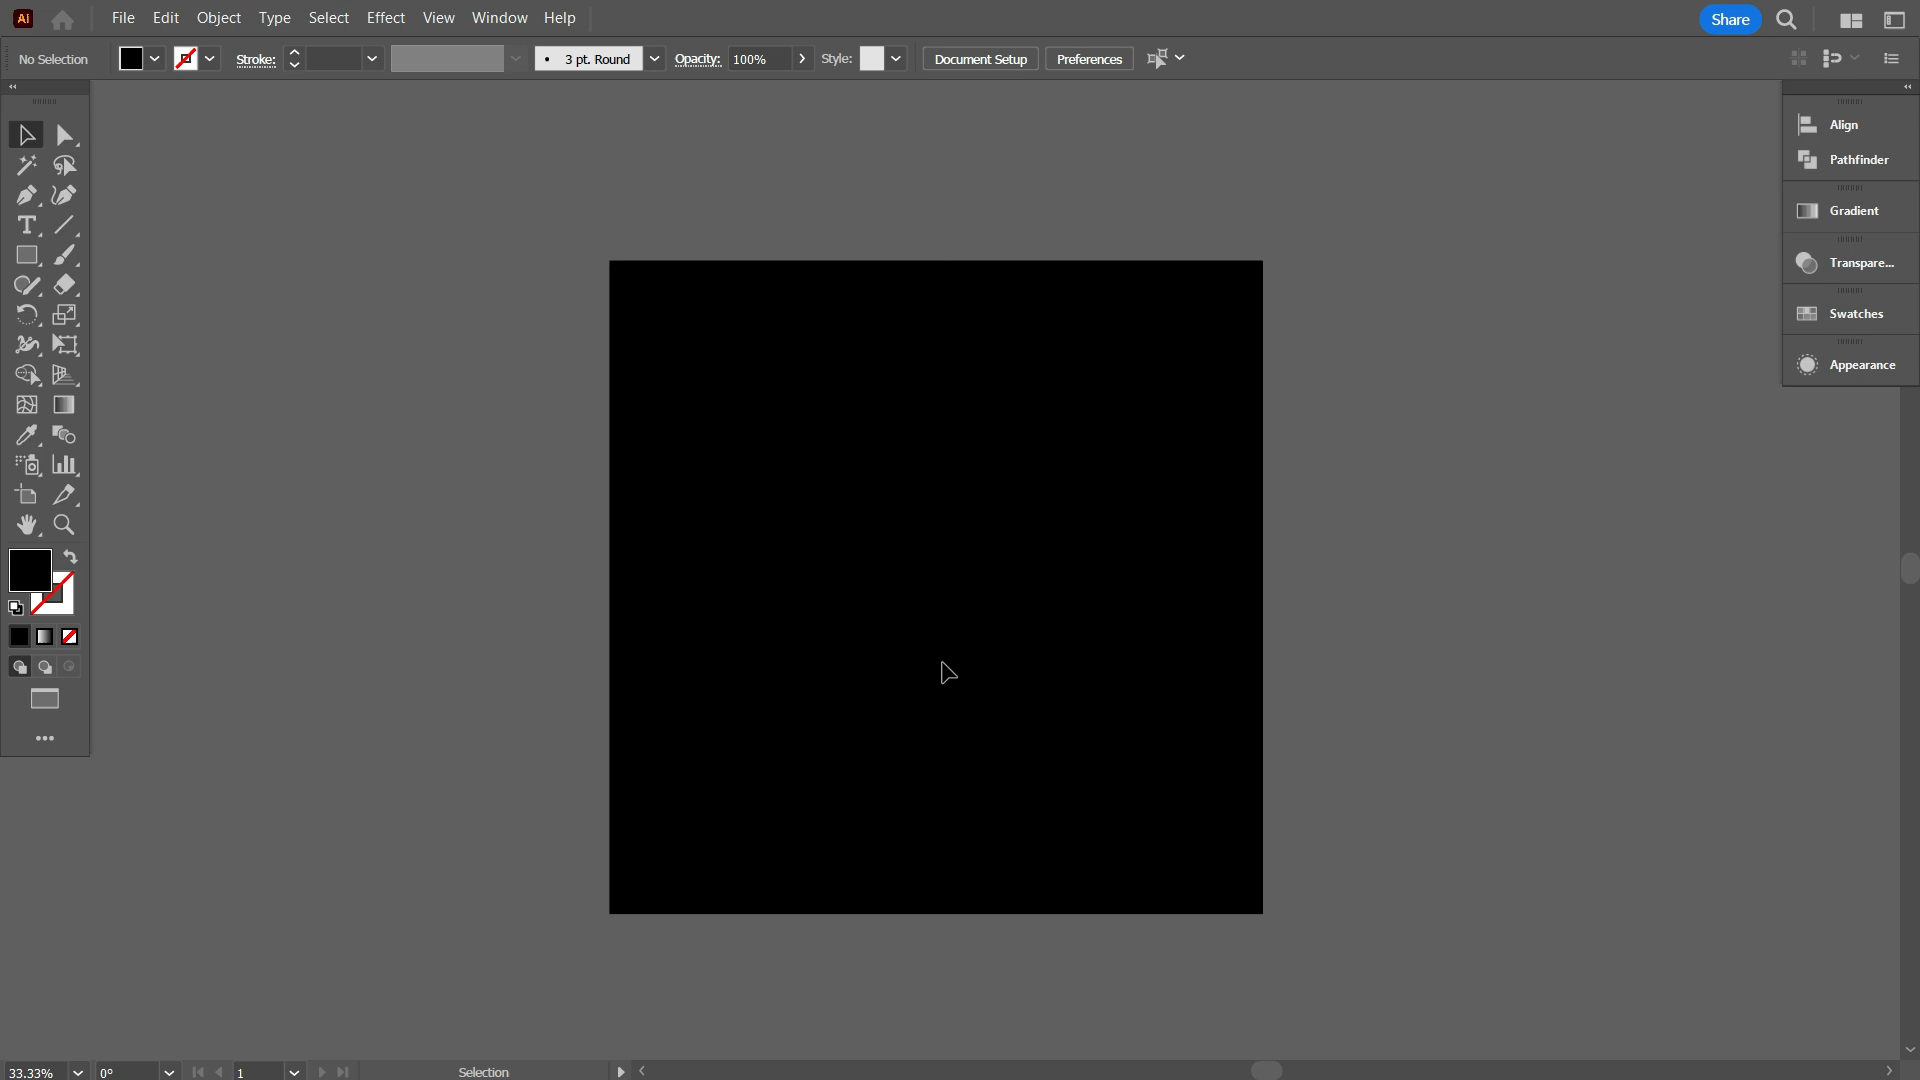 Ai File Edit Object Type Select Effect View Window Help Share
No Selection Stroke: 3 pt. Round Opacity: 100% Style: Document Setup Preferences
Align
Pathfinder
Gradient
Transpare...
Swatches
Appearance
33.33% 0° 1 Selection